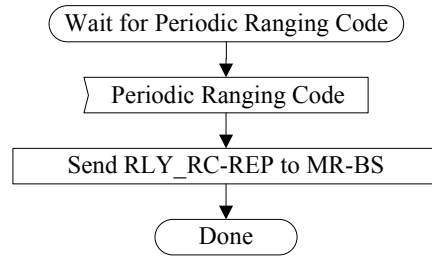 Wait for Periodic Ranging Code
Periodic Ranging Code
Send RLY_RC-REP to MR-BS
Done